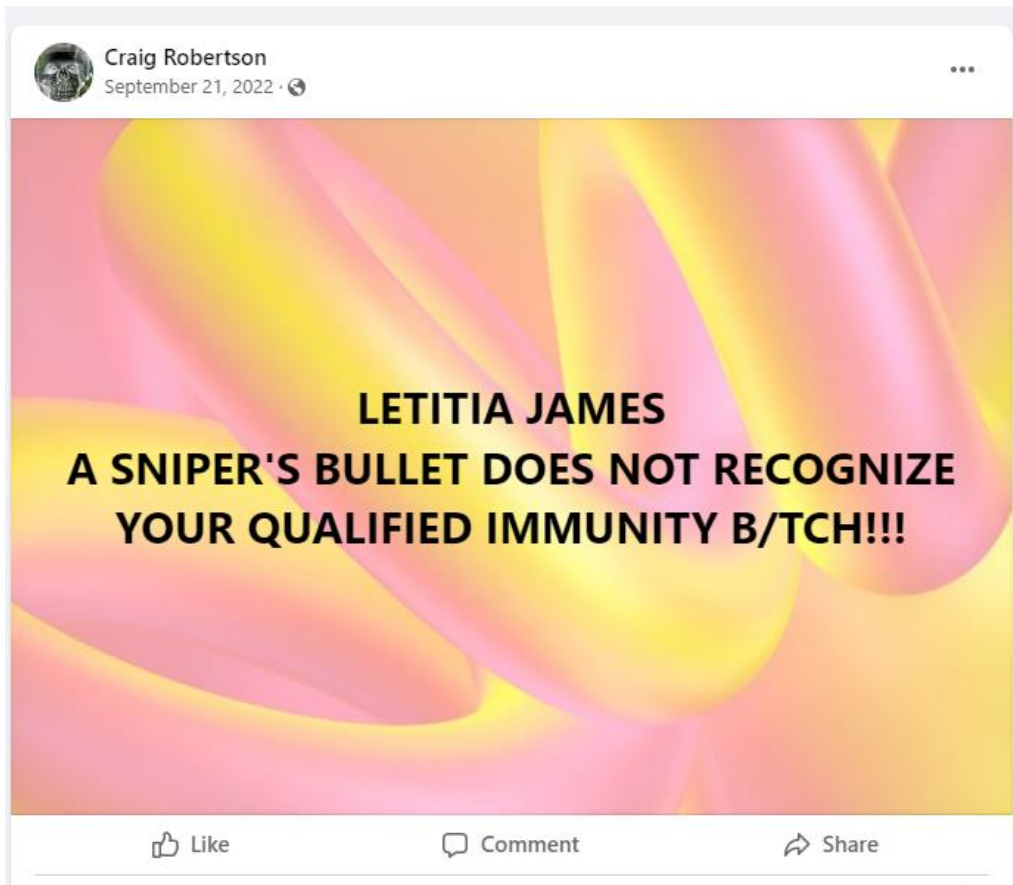 Craig Robertson
September 21, 2022 ·
LETITIA JAMES
A SNIPER'S BULLET DOES NOT RECOGNIZE
YOUR QUALIFIED IMMUNITY B/TCH!!!
Like Comment Share